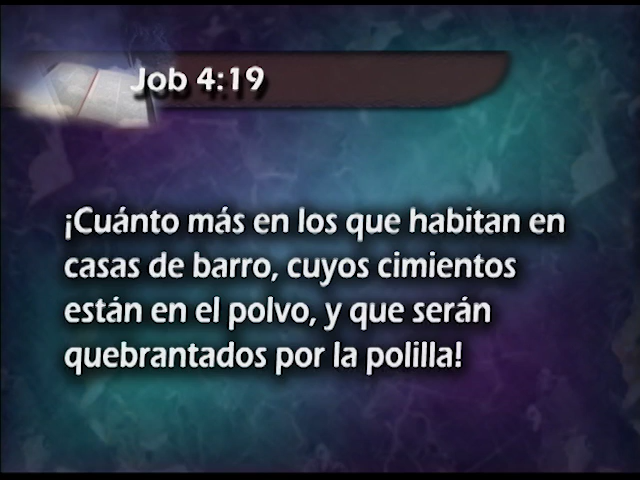 Job 4:19
¡Cuánto más en los que habitan en
casas de barro, cuyos cimientos
están en el polvo, y que serán
quebrantados por la polilla!